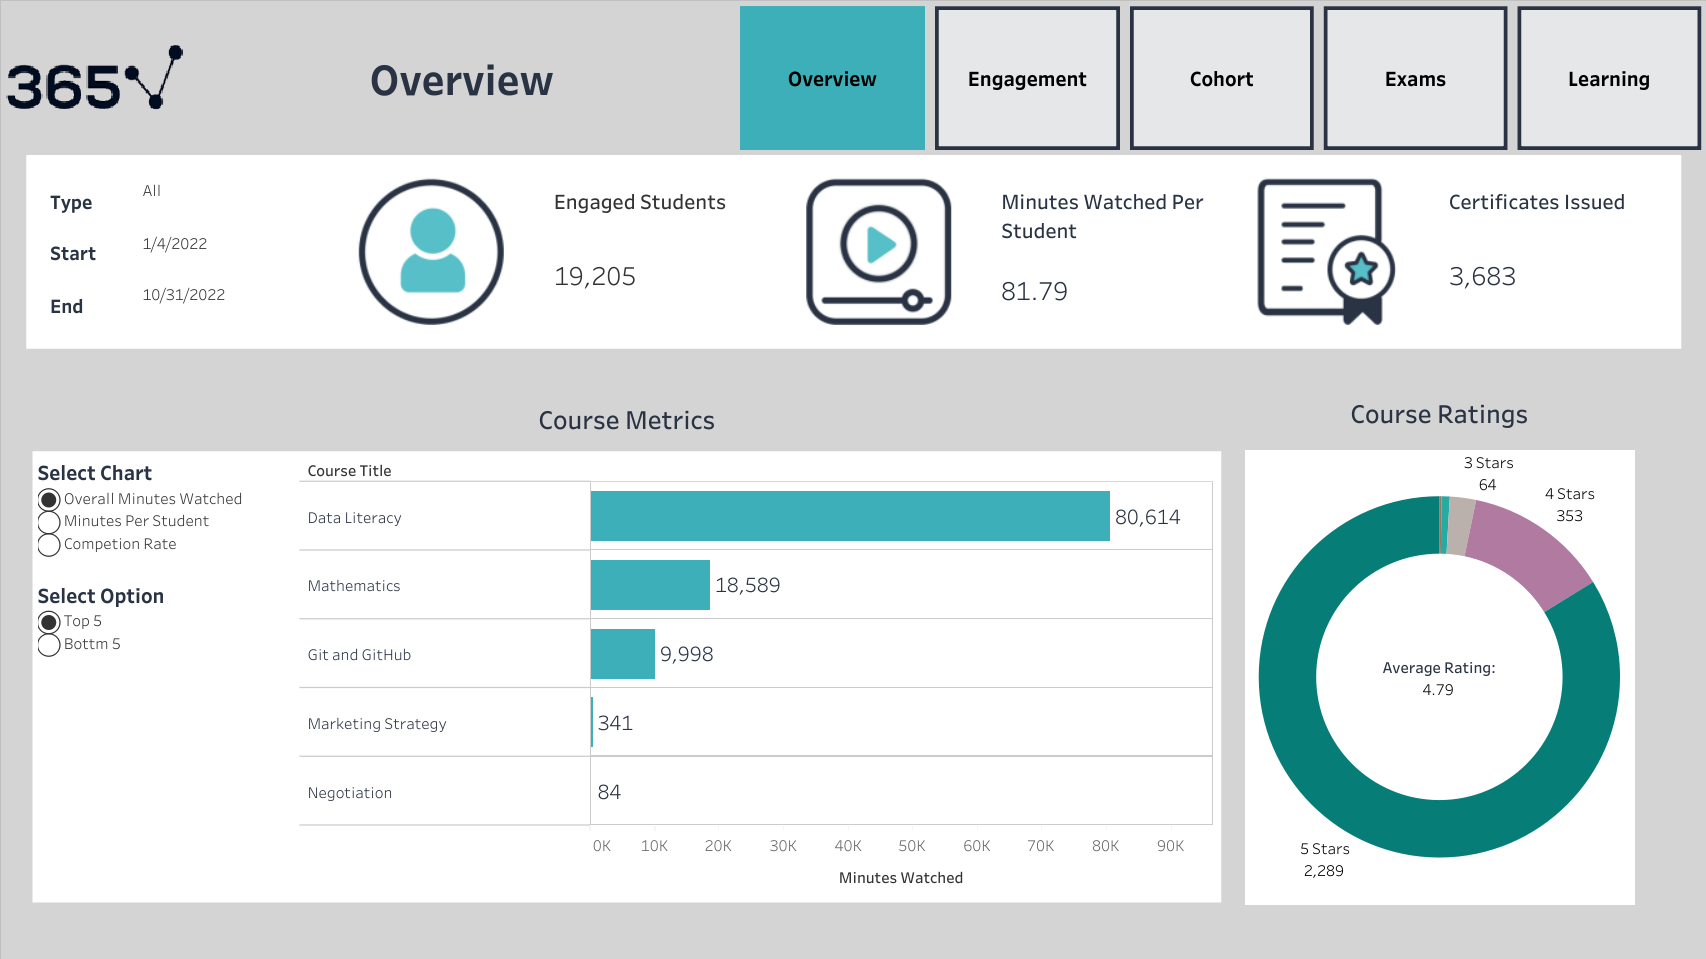 365
Overview
Overview
Engagement
Cohort
Exams
Learning
Type
All
Start
1/4/2022
End
10/31/2022
Engaged Students
19,205
Minutes Watched Per
Student
81.79
Certificates Issued
3,683
Course Metrics
Select Chart
Overall Minutes Watched
Minutes Per Student
Competion Rate
Select Option
Top 5
Bottm 5
Course Title
Data Literacy
80,614
Mathematics
18,589
Git and GitHub
9,998
Marketing Strategy
341
Negotiation
84
0K 10K 20K 30K 40K 50K 60K 70K 80K 90K
Minutes Watched
Course Ratings
3 Stars
64
4 Stars
353
Average Rating:
4.79
5 Stars
2,289